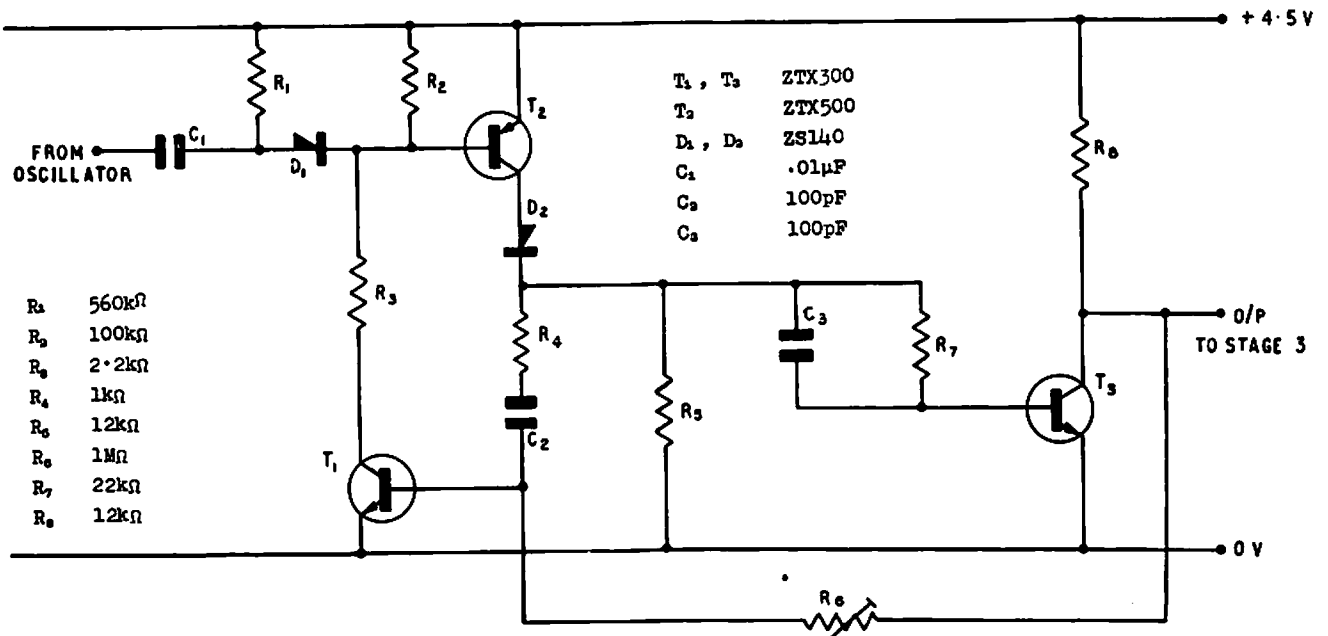 + 4·5 V
R1
R2
T2
C1
D1
FROM
OSCILLATOR
T1 , T3 ZTX300
T2 ZTX500
D1 , D2 ZS140
C1 .01µF
C2 100pF
C3 100pF
R8
D2
R3
R4
C3
R7
O/P
TO STAGE 3
R1 560kΩ
R2 100kΩ
R3 2·2kΩ
R4 1kΩ
R5 12kΩ
R6 1MΩ
R7 22kΩ
R8 12kΩ
T3
R5
C2
T1
0 V
R6